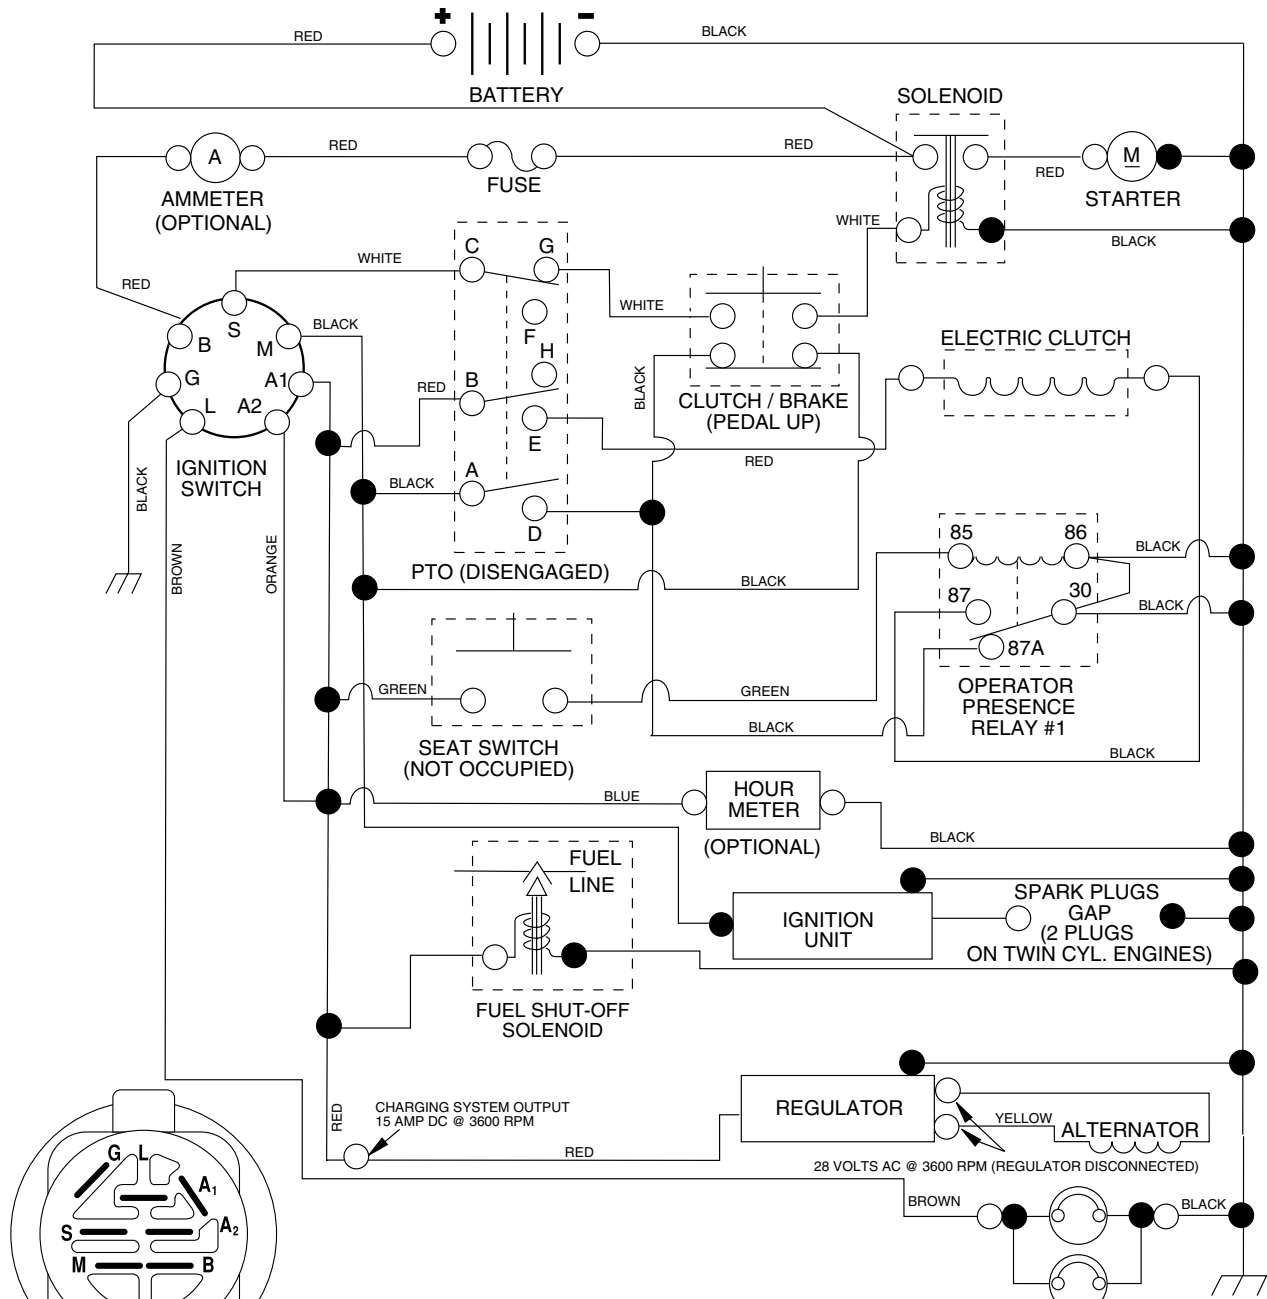 + −
RED
BLACK
BATTERY
SOLENOID
A
RED
RED
RED
M
AMMETER
(OPTIONAL)
FUSE
STARTER
WHITE
BLACK
RED
WHITE
C
G
WHITE
F
H
B
E
A
D
RED
BLACK
PTO (DISENGAGED)
S
B
M
G
A1
L
A2
BLACK
IGNITION
SWITCH
BLACK
BROWN
ORANGE
BLACK
CLUTCH / BRAKE
(PEDAL UP)
ELECTRIC CLUTCH
RED
BLACK
85
86
87
30
87A
BLACK
BLACK
OPERATOR
PRESENCE
RELAY #1
GREEN
GREEN
SEAT SWITCH
(NOT OCCUPIED)
BLACK
BLACK
BLUE
HOUR
METER
(OPTIONAL)
BLACK
FUEL
LINE
FUEL SHUT-OFF
SOLENOID
IGNITION
UNIT
SPARK PLUGS
GAP
(2 PLUGS
ON TWIN CYL. ENGINES)
RED
CHARGING SYSTEM OUTPUT
15 AMP DC @ 3600 RPM
RED
REGULATOR
YELLOW
ALTERNATOR
28 VOLTS AC @ 3600 RPM (REGULATOR DISCONNECTED)
BROWN
BLACK
G L
A1
S
A2
M
B